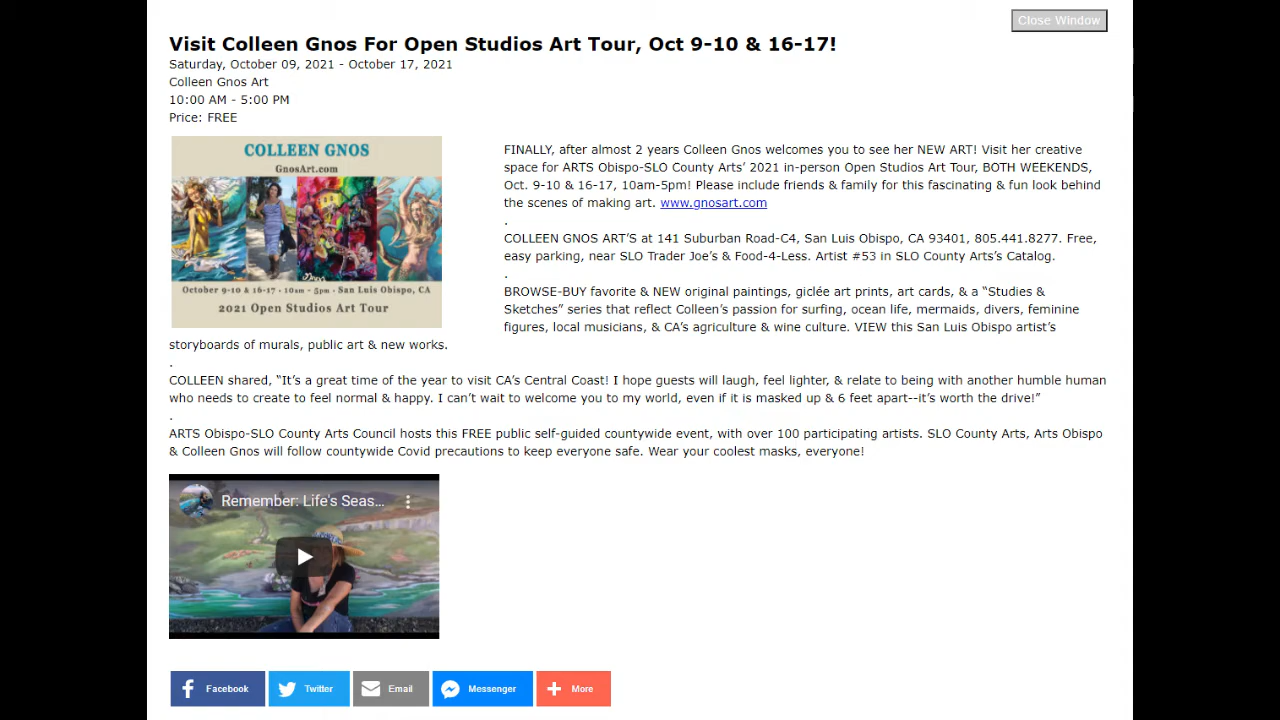 Close Window
Visit Colleen Gnos For Open Studios Art Tour, Oct 9-10 & 16-17!
Saturday, October 09, 2021 - October 17, 2021
Colleen Gnos Art
10:00 AM - 5:00 PM
Price: FREE
COLLEEN GNOS
GnosArt.com
October 9-10 & 16-17 • 10am - 5pm • San Luis Obispo, CA
2021 Open Studios Art Tour
FINALLY, after almost 2 years Colleen Gnos welcomes you to see her NEW ART! Visit her creative
space for ARTS Obispo-SLO County Arts’ 2021 in-person Open Studios Art Tour, BOTH WEEKENDS,
Oct. 9-10 & 16-17, 10am-5pm! Please include friends & family for this fascinating & fun look behind
the scenes of making art. www.gnosart.com
.
COLLEEN GNOS ART’S at 141 Suburban Road-C4, San Luis Obispo, CA 93401, 805.441.8277. Free,
easy parking, near SLO Trader Joe’s & Food-4-Less. Artist #53 in SLO County Arts’s Catalog.
.
BROWSE-BUY favorite & NEW original paintings, giclée art prints, art cards, & a “Studies &
Sketches” series that reflect Colleen’s passion for surfing, ocean life, mermaids, divers, feminine
figures, local musicians, & CA’s agriculture & wine culture. VIEW this San Luis Obispo artist’s
storyboards of murals, public art & new works.
.
COLLEEN shared, “It’s a great time of the year to visit CA’s Central Coast! I hope guests will laugh, feel lighter, & relate to being with another humble human
who needs to create to feel normal & happy. I can’t wait to welcome you to my world, even if it is masked up & 6 feet apart--it’s worth the drive!”
.
ARTS Obispo-SLO County Arts Council hosts this FREE public self-guided countywide event, with over 100 participating artists. SLO County Arts, Arts Obispo
& Colleen Gnos will follow countywide Covid precautions to keep everyone safe. Wear your coolest masks, everyone!
Remember: Life's Seas...
Facebook
Twitter
Email
Messenger
More